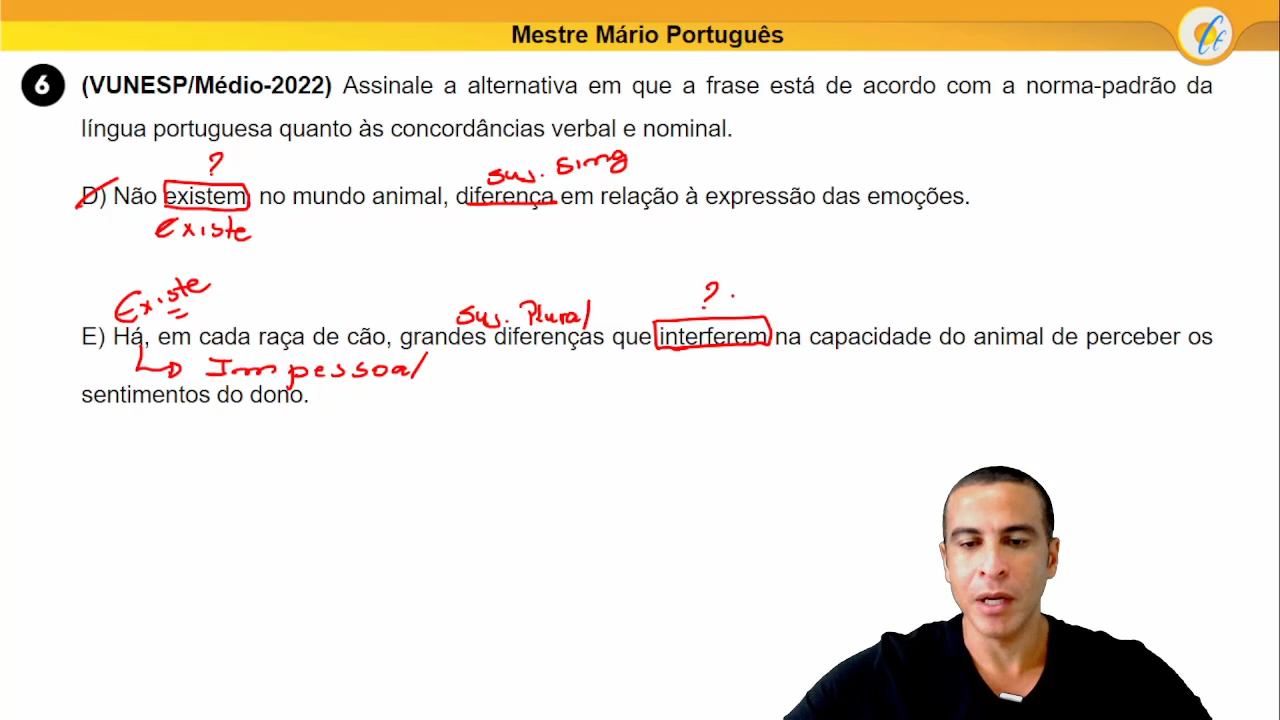 Mestre Mário Português
6 (VUNESP/Médio-2022) Assinale a alternativa em que a frase está de acordo com a norma-padrão da
língua portuguesa quanto às concordâncias verbal e nominal.
? sus. sing
D) Não existem, no mundo animal, diferença em relação à expressão das emoções.
Existe
Existe sus. Plural ?
E) Há, em cada raça de cão, grandes diferenças que interferem na capacidade do animal de perceber os
Impessoal
sentimentos do dono.